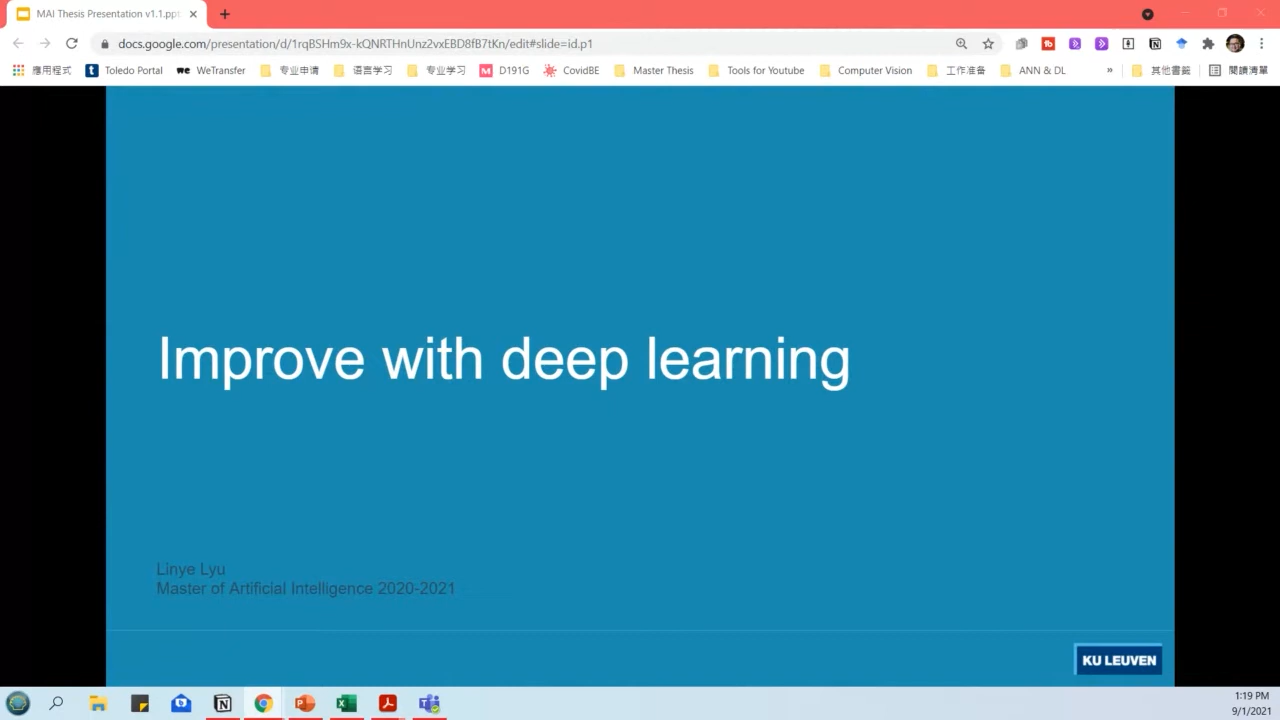 MAI Thesis Presentation v1.1.ppt
docs.google.com/presentation/d/1rqBSHm9x-kQNRTHnUnz2vxEBD8fB7tKn/edit#slide=id.p1
應用程式 Toledo Portal WeTransfer 专业申请 语言学习 专业学习 D191G CovidBE Master Thesis Tools for Youtube Computer Vision 工作准备 ANN & DL » 其他書籤 閱讀清單
Improve with deep learning
Linye Lyu
Master of Artificial Intelligence 2020-2021
KU LEUVEN
1:19 PM
9/1/2021